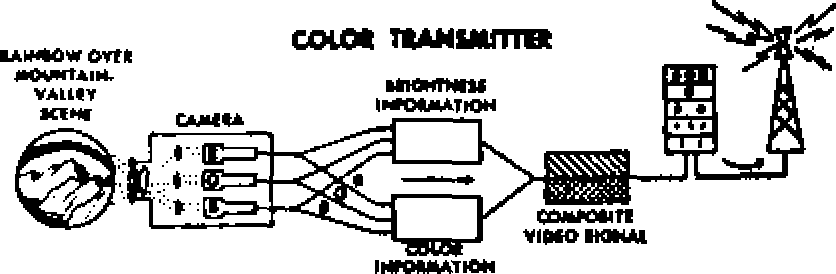 COLOR TRANSMITTER
RAINBOW OVER
MOUNTAIN-
VALLEY
SCENE
CAMERA
BRIGHTNESS
INFORMATION
COLOR
INFORMATION
COMPOSITE
VIDEO SIGNAL